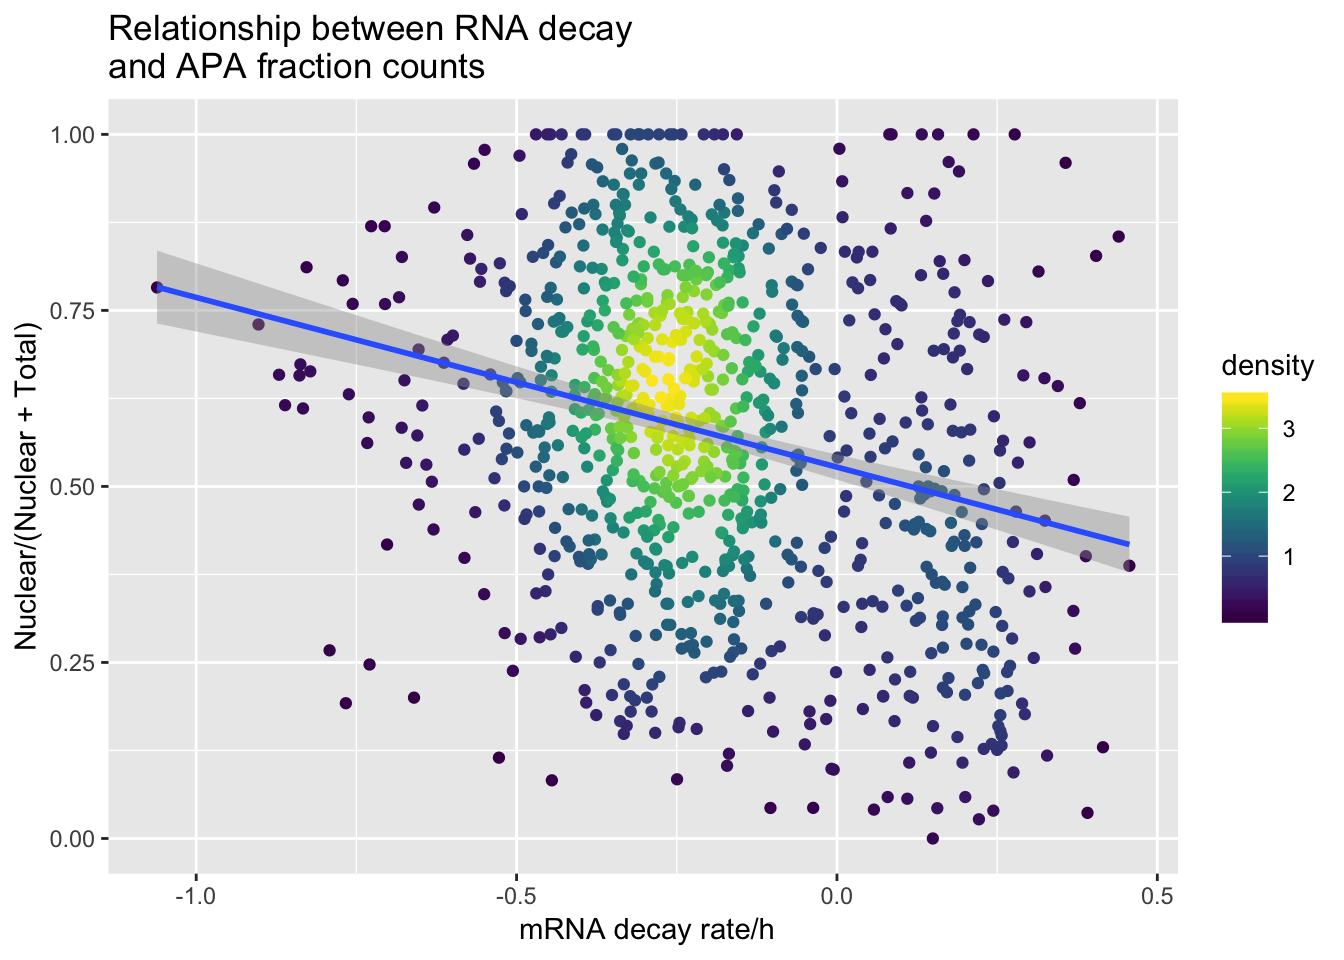 Relationship between RNA decay
and APA fraction counts
Nuclear/(Nuclear + Total)
1.00
0.75
0.50
0.25
0.00
-1.0
-0.5
0.0
0.5
mRNA decay rate/h
density
3
2
1